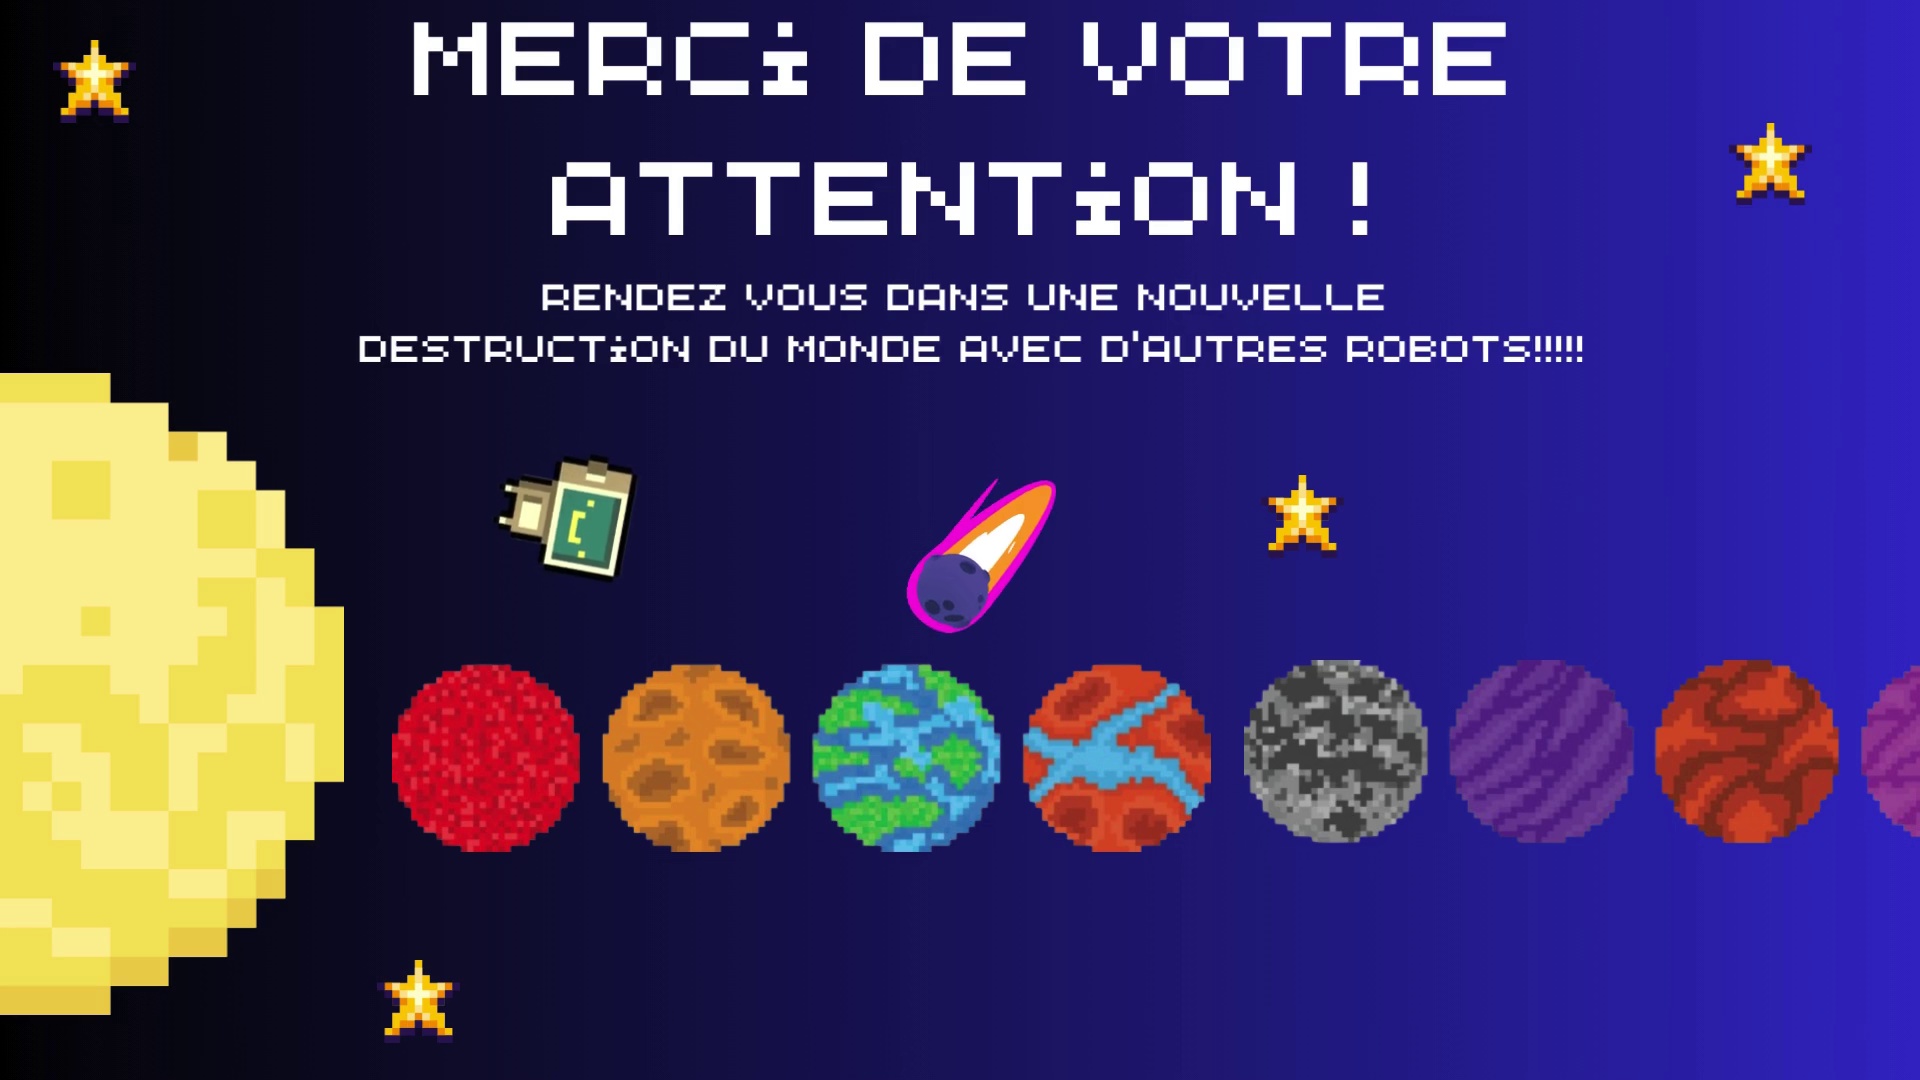 MERCi DE VOTRE
ATTENTiON !
RENDEZ VOUS DANS UNE NOUVELLE
DESTRUCTiON DU MONDE AVEC D'AUTRES ROBOTS!!!!!